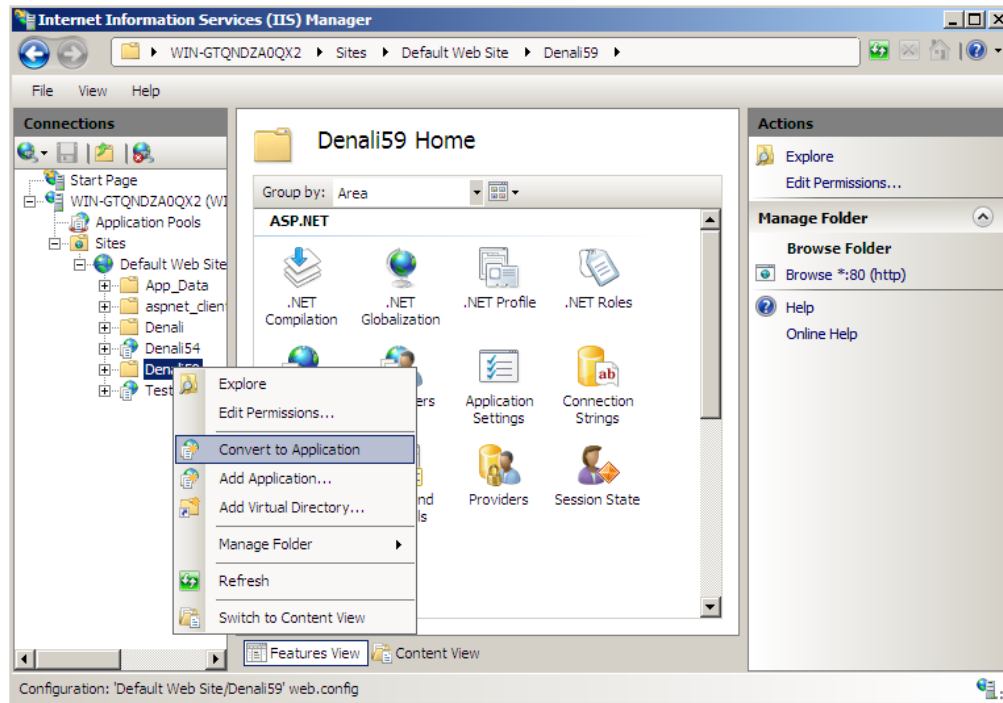 Internet Information Services (IIS) Manager
WIN-GTQNDZA0QX2 Sites Default Web Site Denali59
File View Help
Connections
Start Page
WIN-GTQNDZA0QX2 (WI
Application Pools
Sites
Default Web Site
App_Data
aspnet_clien
Denali
Denali54
Test
Explore
Edit Permissions...
Convert to Application
Add Application...
Add Virtual Directory...
Manage Folder
Refresh
Switch to Content View
Denali59 Home
Group by: Area
ASP.NET
.NET
Compilation
.NET
Globalization
.NET Profile
.NET Roles
ers
Application
Settings
Connection
Strings
ab
nd
ls
Providers
Session State
Features View
Content View
Actions
Explore
Edit Permissions...
Manage Folder
Browse Folder
Browse *:80 (http)
Help
Online Help
Configuration: 'Default Web Site/Denali59' web.config